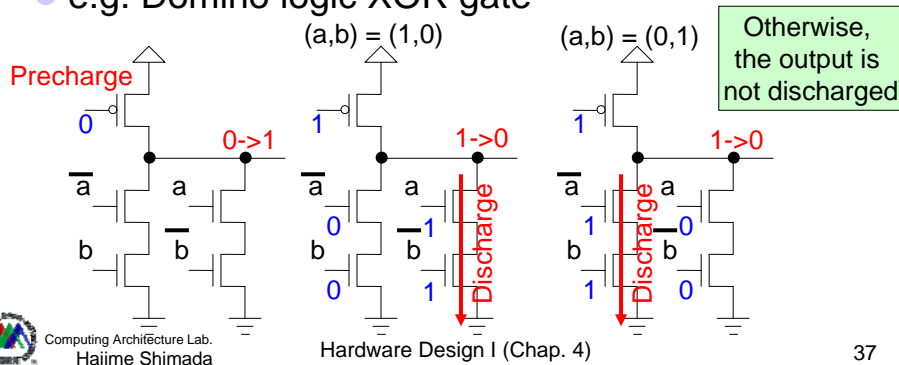 e.g. Domino logic XOR gate
(a,b) = (1,0)
(a,b) = (0,1)
Otherwise,
the output is
not discharged
Precharge
0
0->1
a
b
a
b
1
1->0
a
0
b
0
a
1
b
1
Discharge
1
1->0
a
1
b
1
Discharge
a
0
b
0
Computing Architecture Lab.
Hajime Shimada
Hardware Design I (Chap. 4)
37